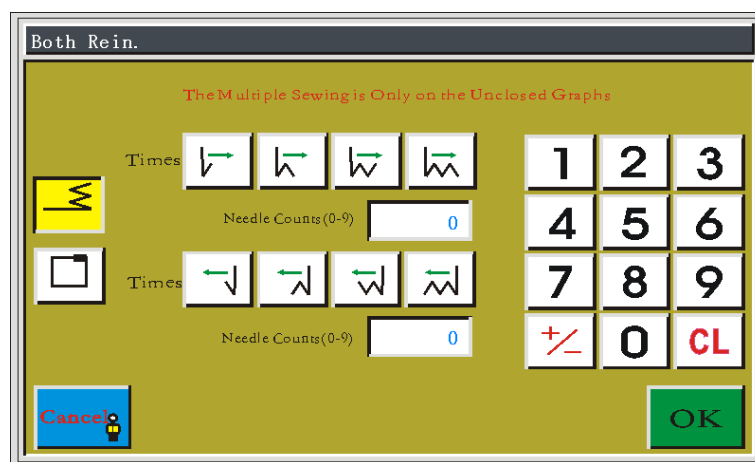 Both Rein.
The Multiple Sewing is Only on the Unclosed Graphs
Times
1 2 3
Needle Counts(0-9) 0
4 5 6
Times
7 8 9
Needle Counts(0-9) 0
+/- 0 CL
Cancel
OK